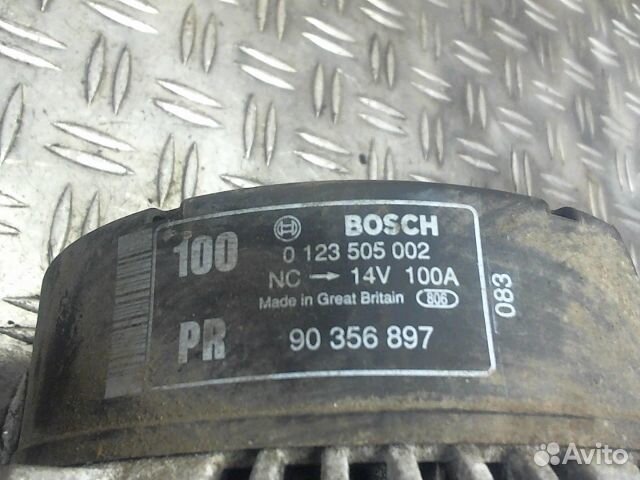 100 BOSCH
0 123 505 002
NC → 14V 100A
Made in Great Britain 806
PR 90 356 897
083
Avito